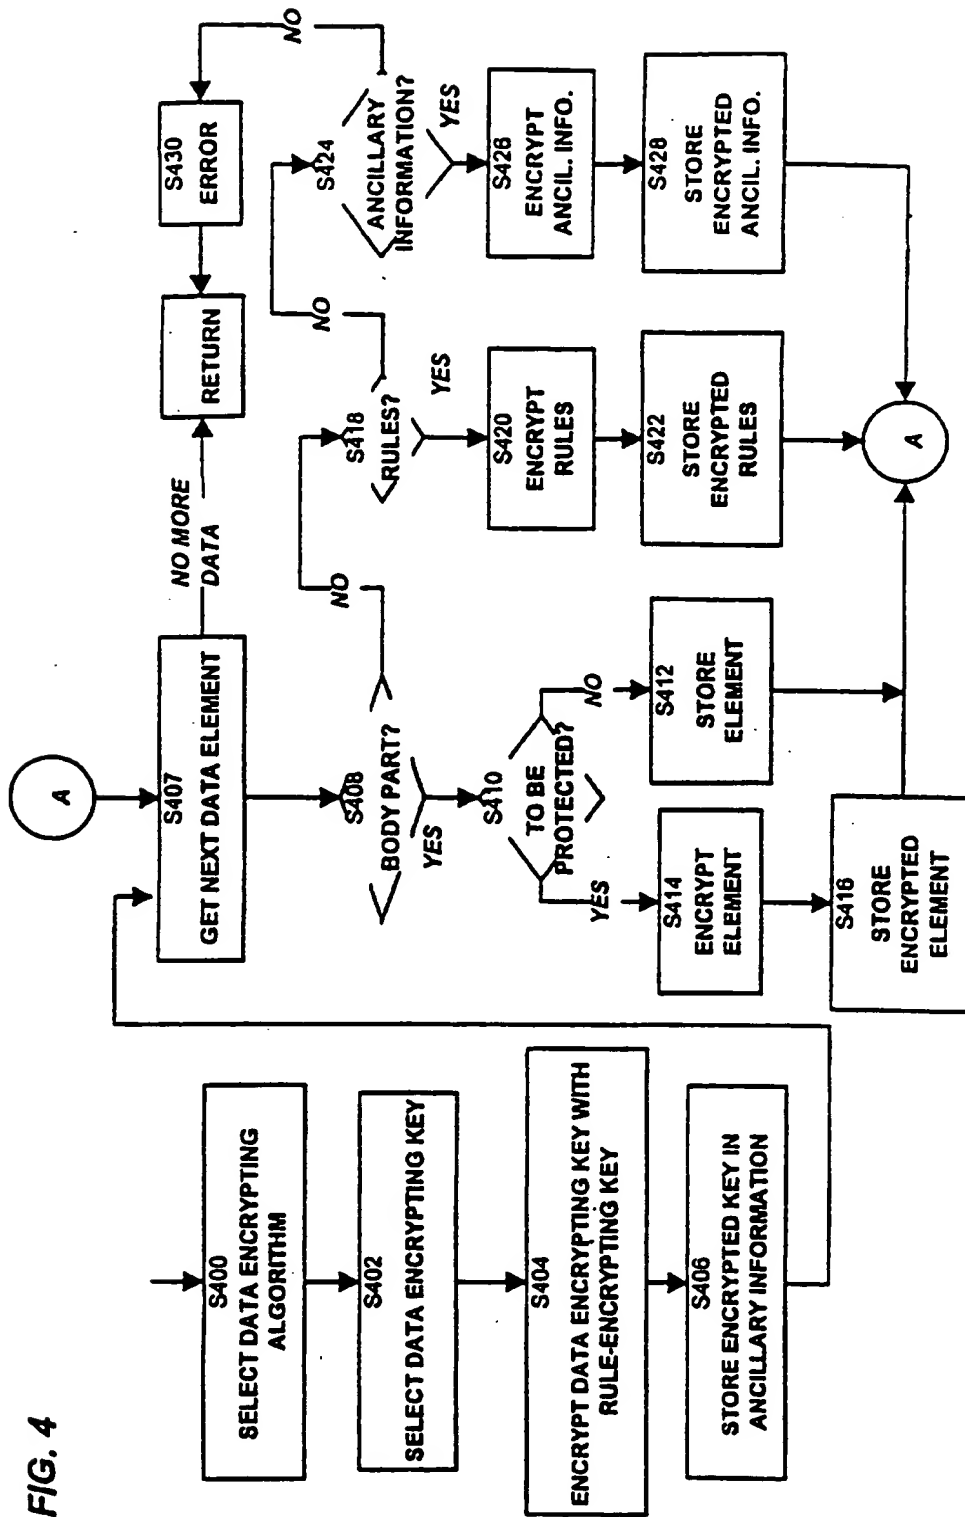 FIG. 4
S400
SELECT DATA ENCRYPTING
ALGORITHM
S402
SELECT DATA ENCRYPTING KEY
S404
ENCRYPT DATA ENCRYPTING KEY WITH
RULE-ENCRYPTING KEY
S406
STORE ENCRYPTED KEY IN
ANCILLARY INFORMATION
A
S407
GET NEXT DATA ELEMENT
NO MORE
DATA
RETURN
S430
ERROR
S408
BODY PART?
YES
NO
S410
TO BE
PROTECTED?
YES
NO
S414
ENCRYPT
ELEMENT
S416
STORE
ENCRYPTED
ELEMENT
S412
STORE
ELEMENT
S418
RULES?
YES
NO
S420
ENCRYPT
RULES
S422
STORE
ENCRYPTED
RULES
S424
ANCILLARY
INFORMATION?
YES
NO
S426
ENCRYPT
ANCIL. INFO.
S428
STORE
ENCRYPTED
ANCIL. INFO.
A